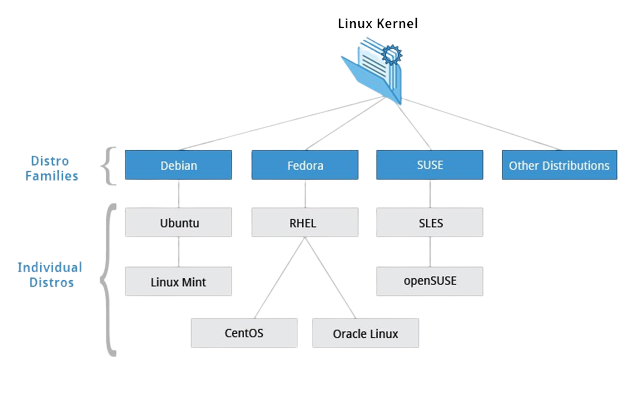 Linux Kernel
Distro
Families
Debian
Fedora
SUSE
Other Distributions
Individual
Distros
Ubuntu
RHEL
SLES
Linux Mint
openSUSE
CentOS
Oracle Linux